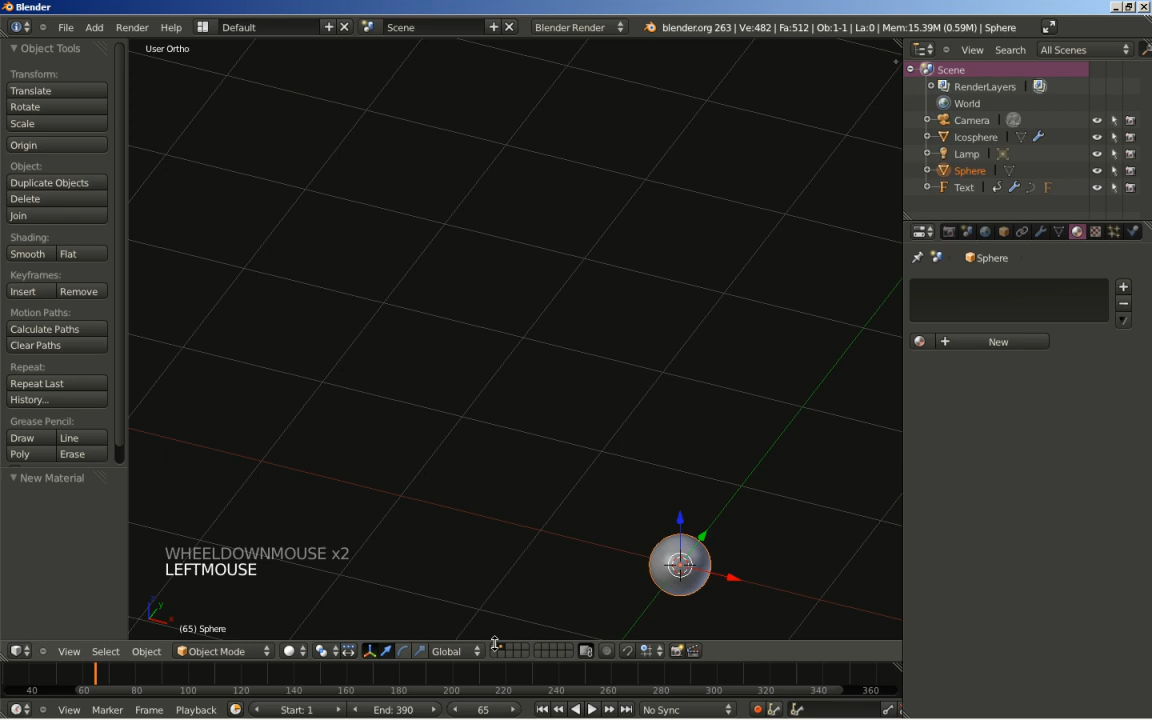 Blender
File Add Render Help Default Scene Blender Render blender.org 263 | Ve:482 | Fa:512 | Ob:1-1 | La:0 | Mem:15.39M (0.59M) | Sphere
Object Tools
Transform:
Translate
Rotate
Scale
Origin
Object:
Duplicate Objects
Delete
Join
Shading:
Smooth Flat
Keyframes:
Insert Remove
Motion Paths:
Calculate Paths
Clear Paths
Repeat:
Repeat Last
History...
Grease Pencil:
Draw Line
Poly Erase
New Material
User Ortho
WHEELDOWNMOUSE x2
LEFTMOUSE
z
y
x
(65) Sphere
View Select Object Object Mode Global
View Search All Scenes
Scene
RenderLayers
World
Camera
Icosphere
Lamp
Sphere
Text
Sphere
New
40 60 80 100 120 140 160 180 200 220 240 260 280 300 320 340 360
View Marker Frame Playback Start: 1 End: 390 65 No Sync